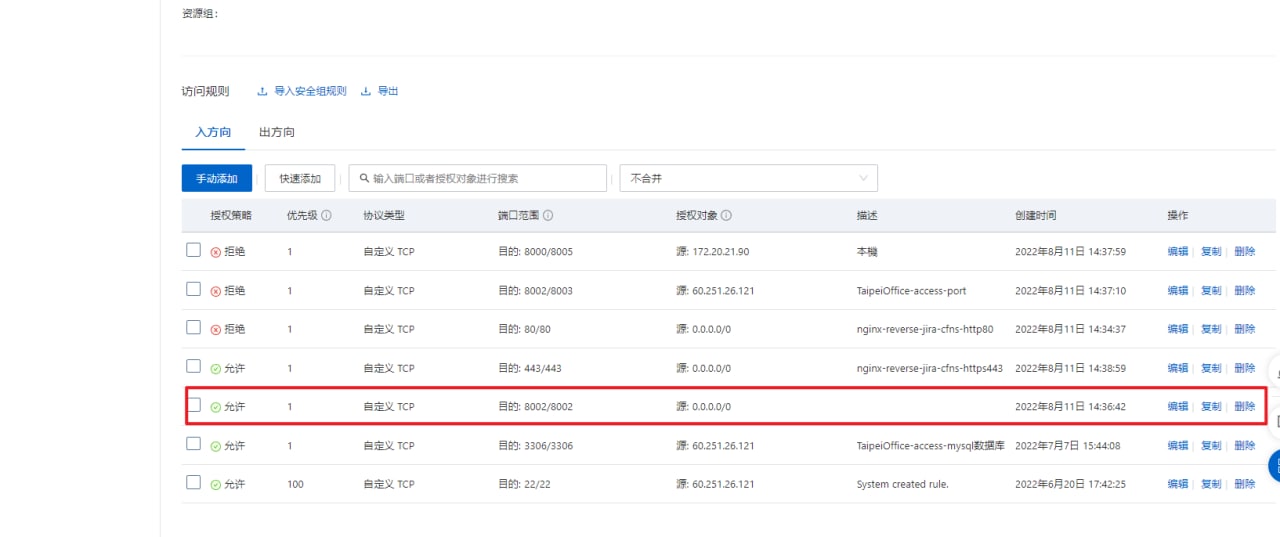 资源组：
访问规则 导入安全组规则 导出
入方向 出方向
手动添加 快速添加 输入端口或者授权对象进行搜索 不合并
授权策略 优先级 协议类型 端口范围 授权对象 描述 创建时间 操作
拒绝 1 自定义 TCP 目的: 8000/8005 源: 172.20.21.90 本機 2022年8月11日 14:37:59 编辑 复制 删除
拒绝 1 自定义 TCP 目的: 8002/8003 源: 60.251.26.121 TaipeiOffice-access-port 2022年8月11日 14:37:10 编辑 复制 删除
拒绝 1 自定义 TCP 目的: 80/80 源: 0.0.0.0/0 nginx-reverse-jira-cfns-http80 2022年8月11日 14:34:37 编辑 复制 删除
允许 1 自定义 TCP 目的: 443/443 源: 0.0.0.0/0 nginx-reverse-jira-cfns-https443 2022年8月11日 14:38:59 编辑 复制 删除
允许 1 自定义 TCP 目的: 8002/8002 源: 0.0.0.0/0 2022年8月11日 14:36:42 编辑 复制 删除
允许 1 自定义 TCP 目的: 3306/3306 源: 60.251.26.121 TaipeiOffice-access-mysql数据库 2022年7月7日 15:44:08 编辑 复制 删除
允许 100 自定义 TCP 目的: 22/22 源: 60.251.26.121 System created rule. 2022年6月20日 17:42:25 编辑 复制 删除